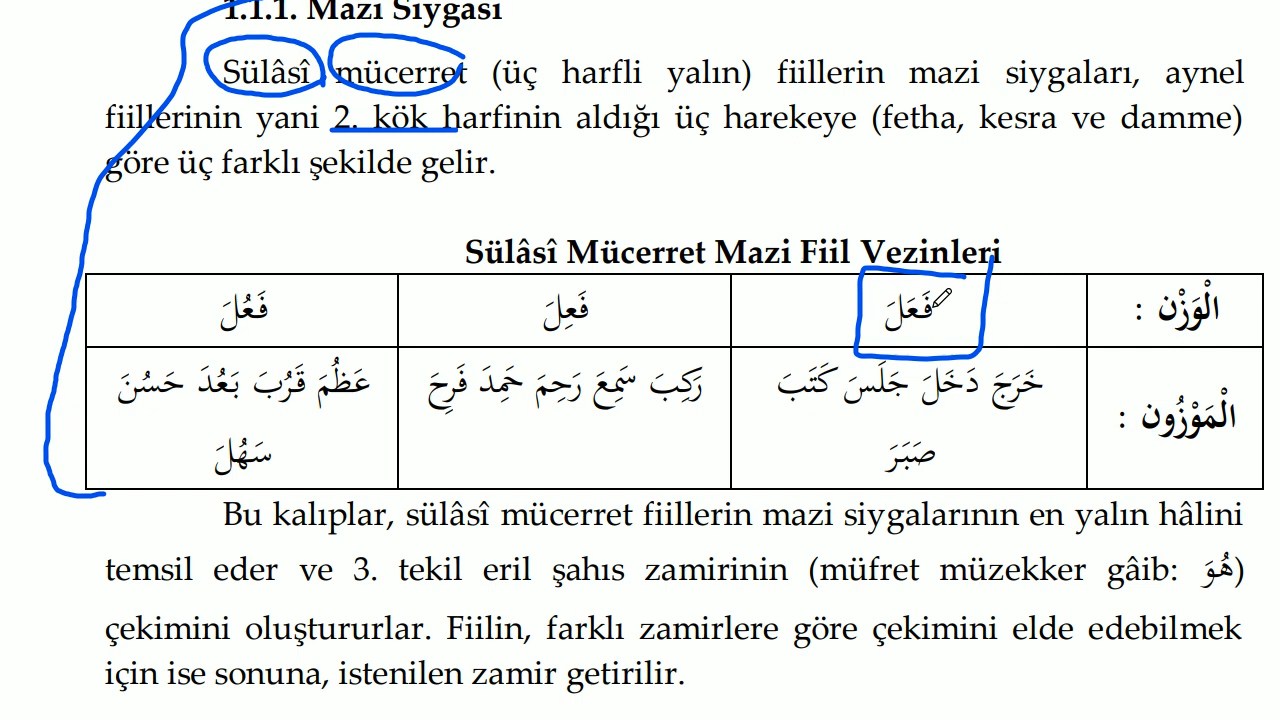 1.1.1. Mazi Siygası
Sülâsî mücerret (üç harfli yalın) fiillerin mazi siygaları, aynel
fiillerinin yani 2. kök harfinin aldığı üç harekeye (fetha, kesra ve damme)
göre üç farklı şekilde gelir.
Sülâsî Mücerret Mazi Fiil Vezinleri
الْوَزْن :
فَعَلَ
فَعِلَ
فَعُلَ
الْمَوْزُون :
خَرَجَ دَخَلَ جَلَسَ كَتَبَ
صَبَرَ
رَكِبَ سَمِعَ رَحِمَ حَمِدَ فَرِحَ
عَظُمَ قَرُبَ بَعُدَ حَسُنَ
سَهُلَ
Bu kalıplar, sülâsî mücerret fiillerin mazi siygalarının en yalın hâlini
temsil eder ve 3. tekil eril şahıs zamirinin (müfret müzekker gâib: هُوَ)
çekimini oluştururlar. Fiilin, farklı zamirlere göre çekimini elde edebilmek
için ise sonuna, istenilen zamir getirilir.